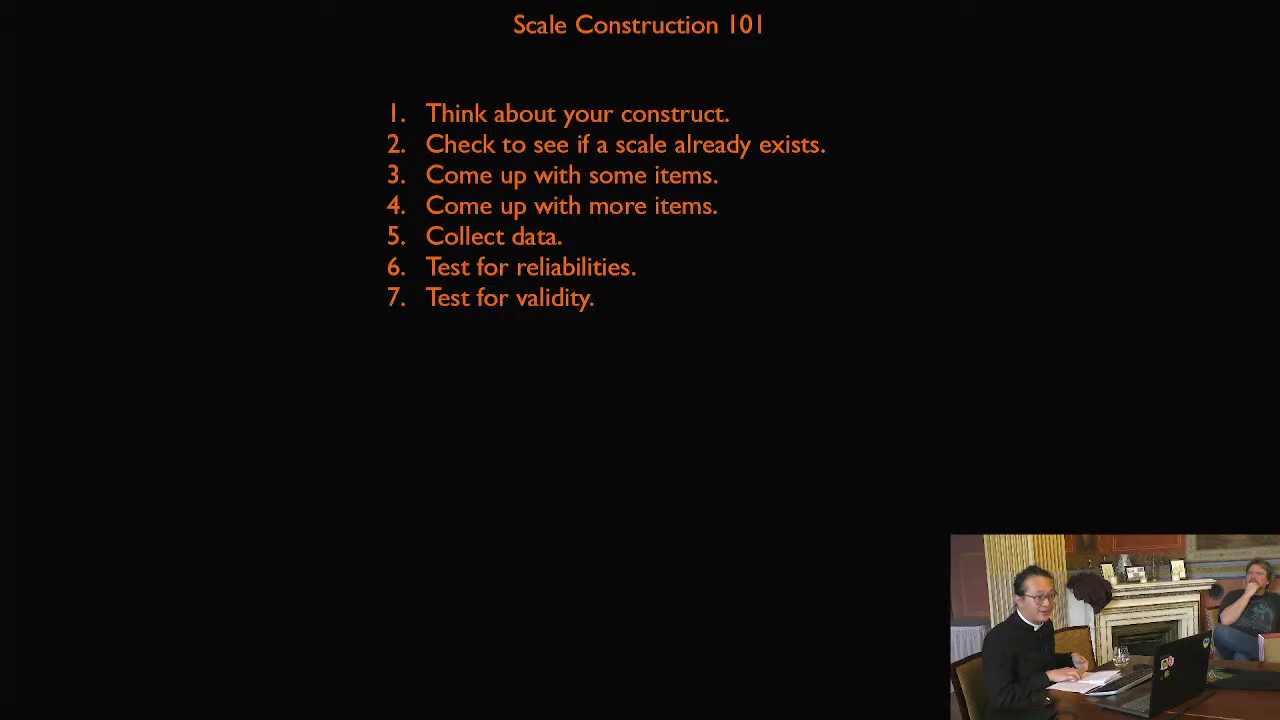 Scale Construction 101
1. Think about your construct.
2. Check to see if a scale already exists.
3. Come up with some items.
4. Come up with more items.
5. Collect data.
6. Test for reliabilities.
7. Test for validity.